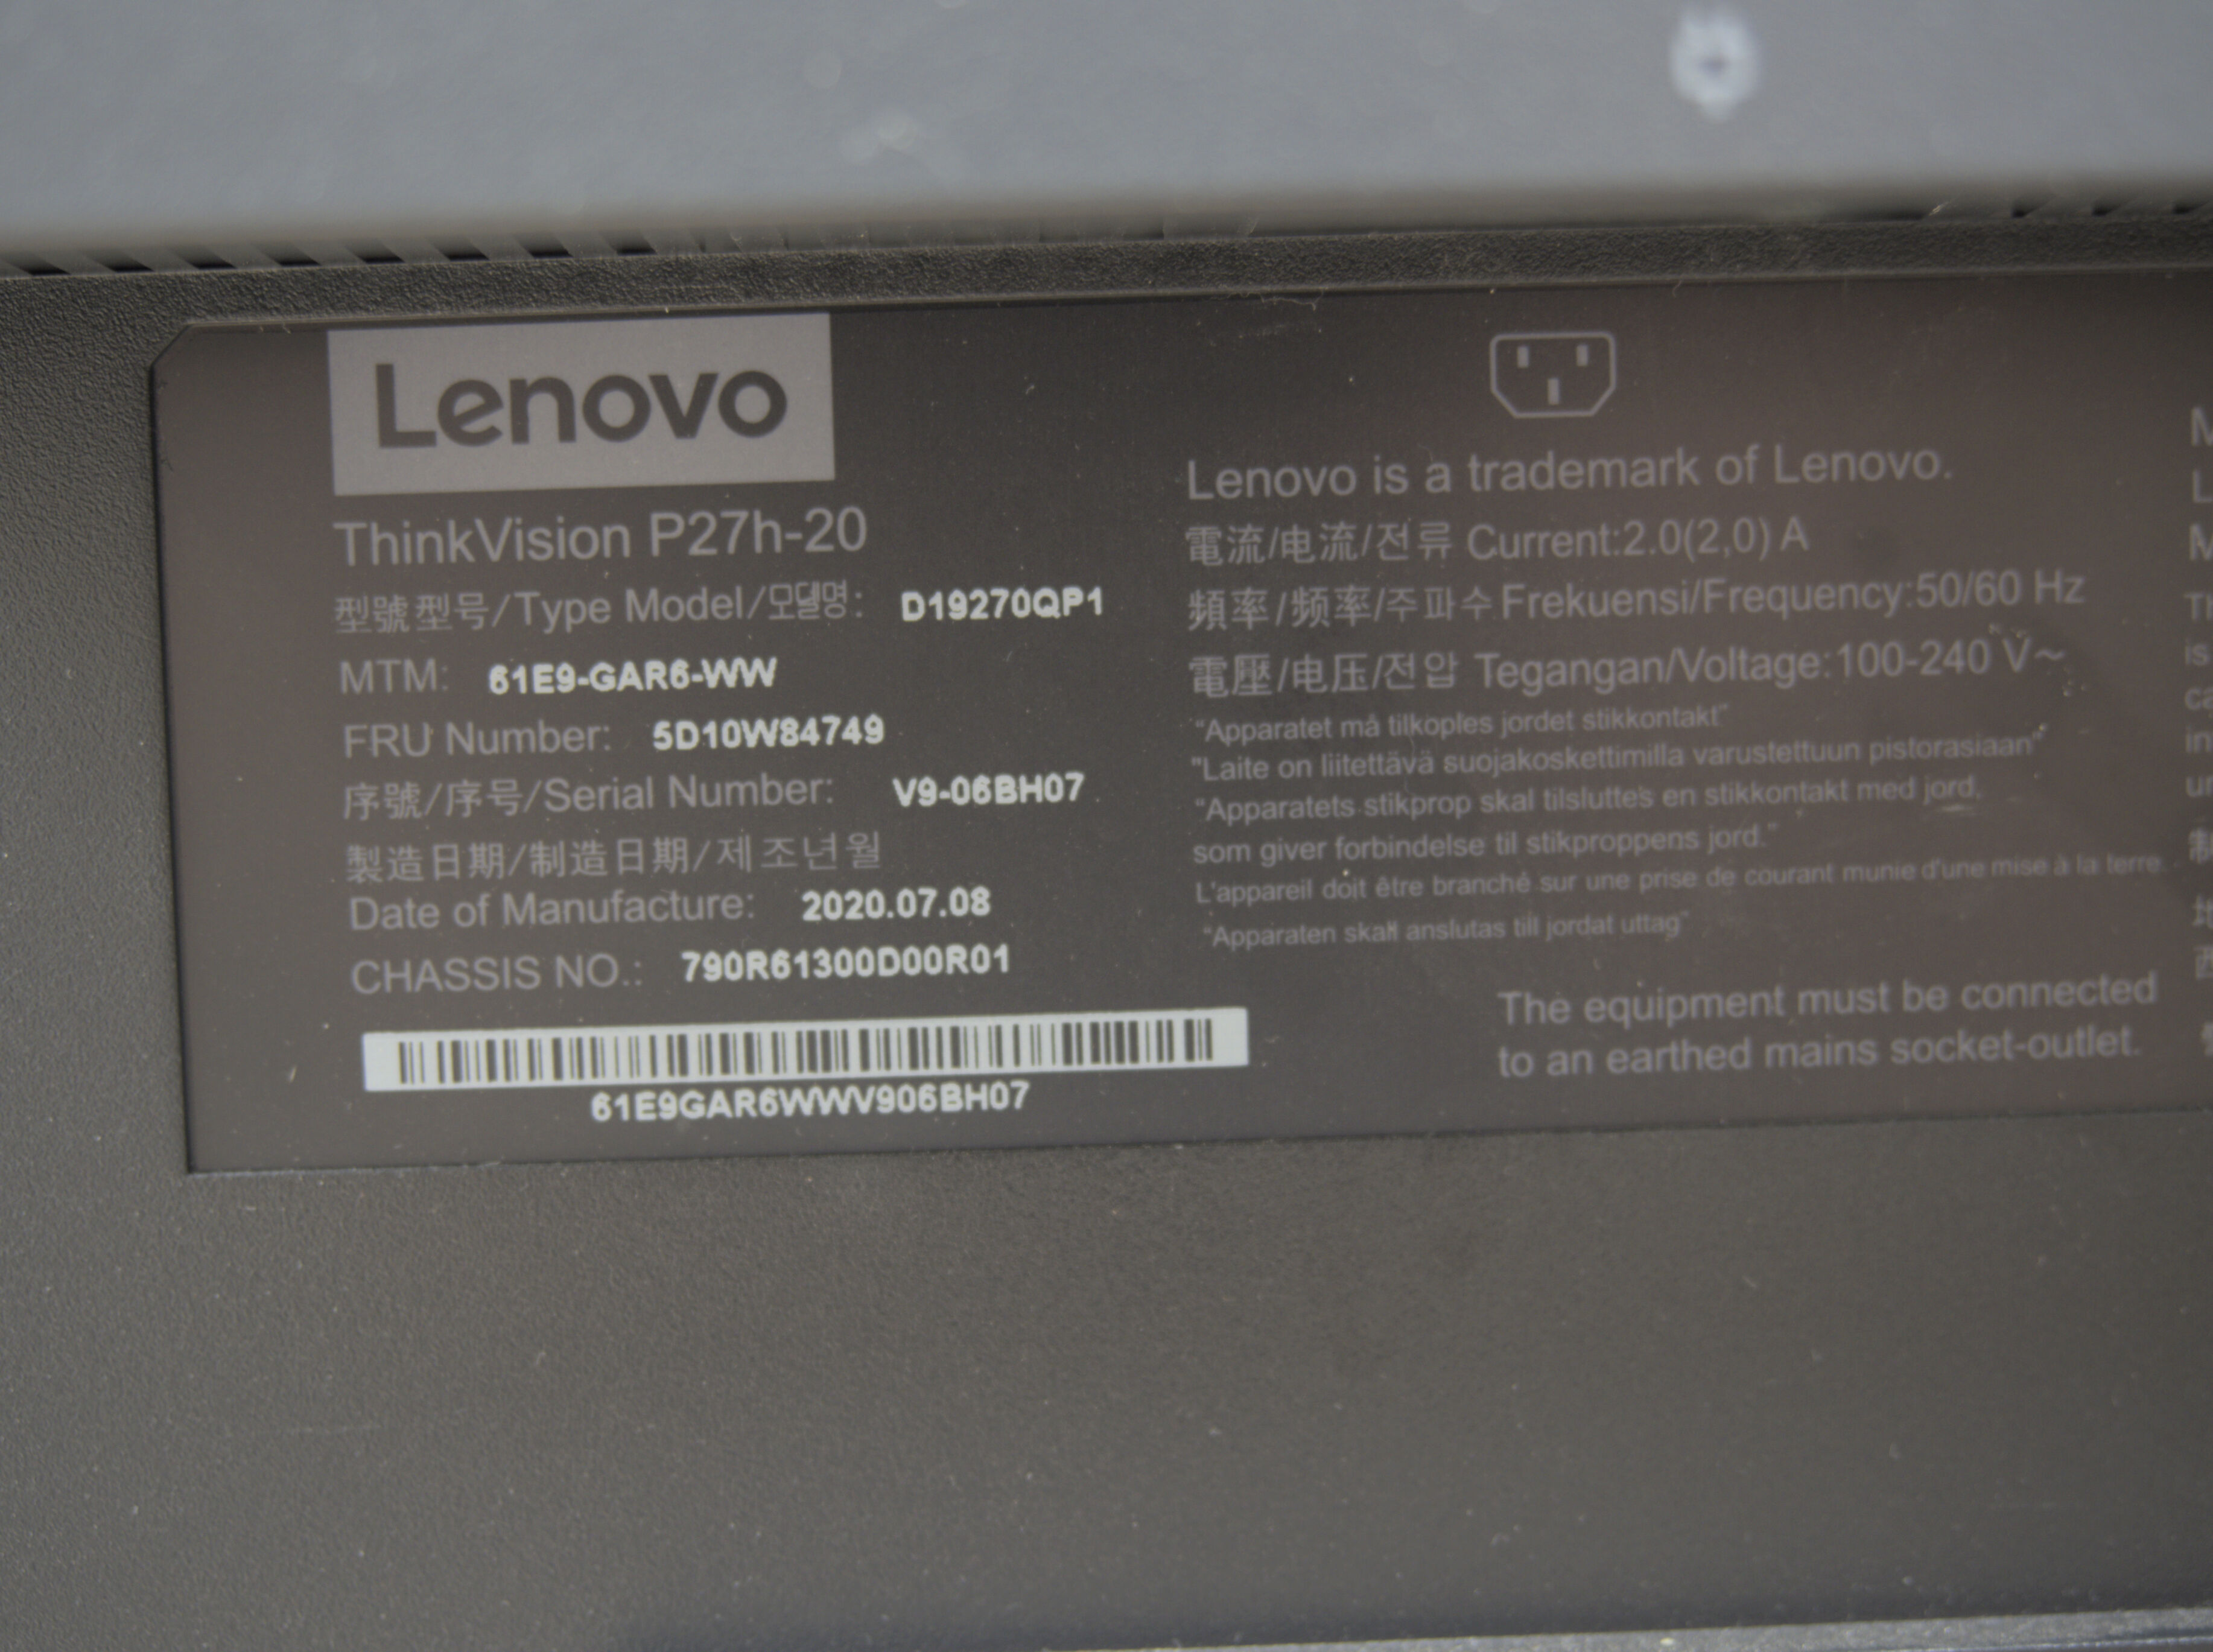 Lenovo
ThinkVision P27h-20
型號型号/Type Model/모델명: D19270QP1
MTM: 61E9-GAR6-WW
FRU Number: 5D10W84749
序號/序号/Serial Number: V9-06BH07
製造日期/制造日期/제조년월
Date of Manufacture: 2020.07.08
CHASSIS NO.: 790R61300D00R01
61E9GAR6WWV906BH07
Lenovo is a trademark of Lenovo.
電流/电流/전류 Current:2.0(2,0) A
頻率/频率/주파수 Frekuensi/Frequency:50/60 Hz
電壓/电压/전압 Tegangan/Voltage:100-240 V~
“Apparatet må tilkoples jordet stikkontakt”
"Laite on liitettävä suojakoskettimilla varustettuun pistorasiaan"
“Apparatets stikprop skal tilsluttes en stikkontakt med jord,
som giver forbindelse til stikproppens jord.”
L'appareil doit être branché sur une prise de courant munie d'une mise à la terre.
“Apparaten skall anslutas till jordat uttag”
The equipment must be connected
to an earthed mains socket-outlet.